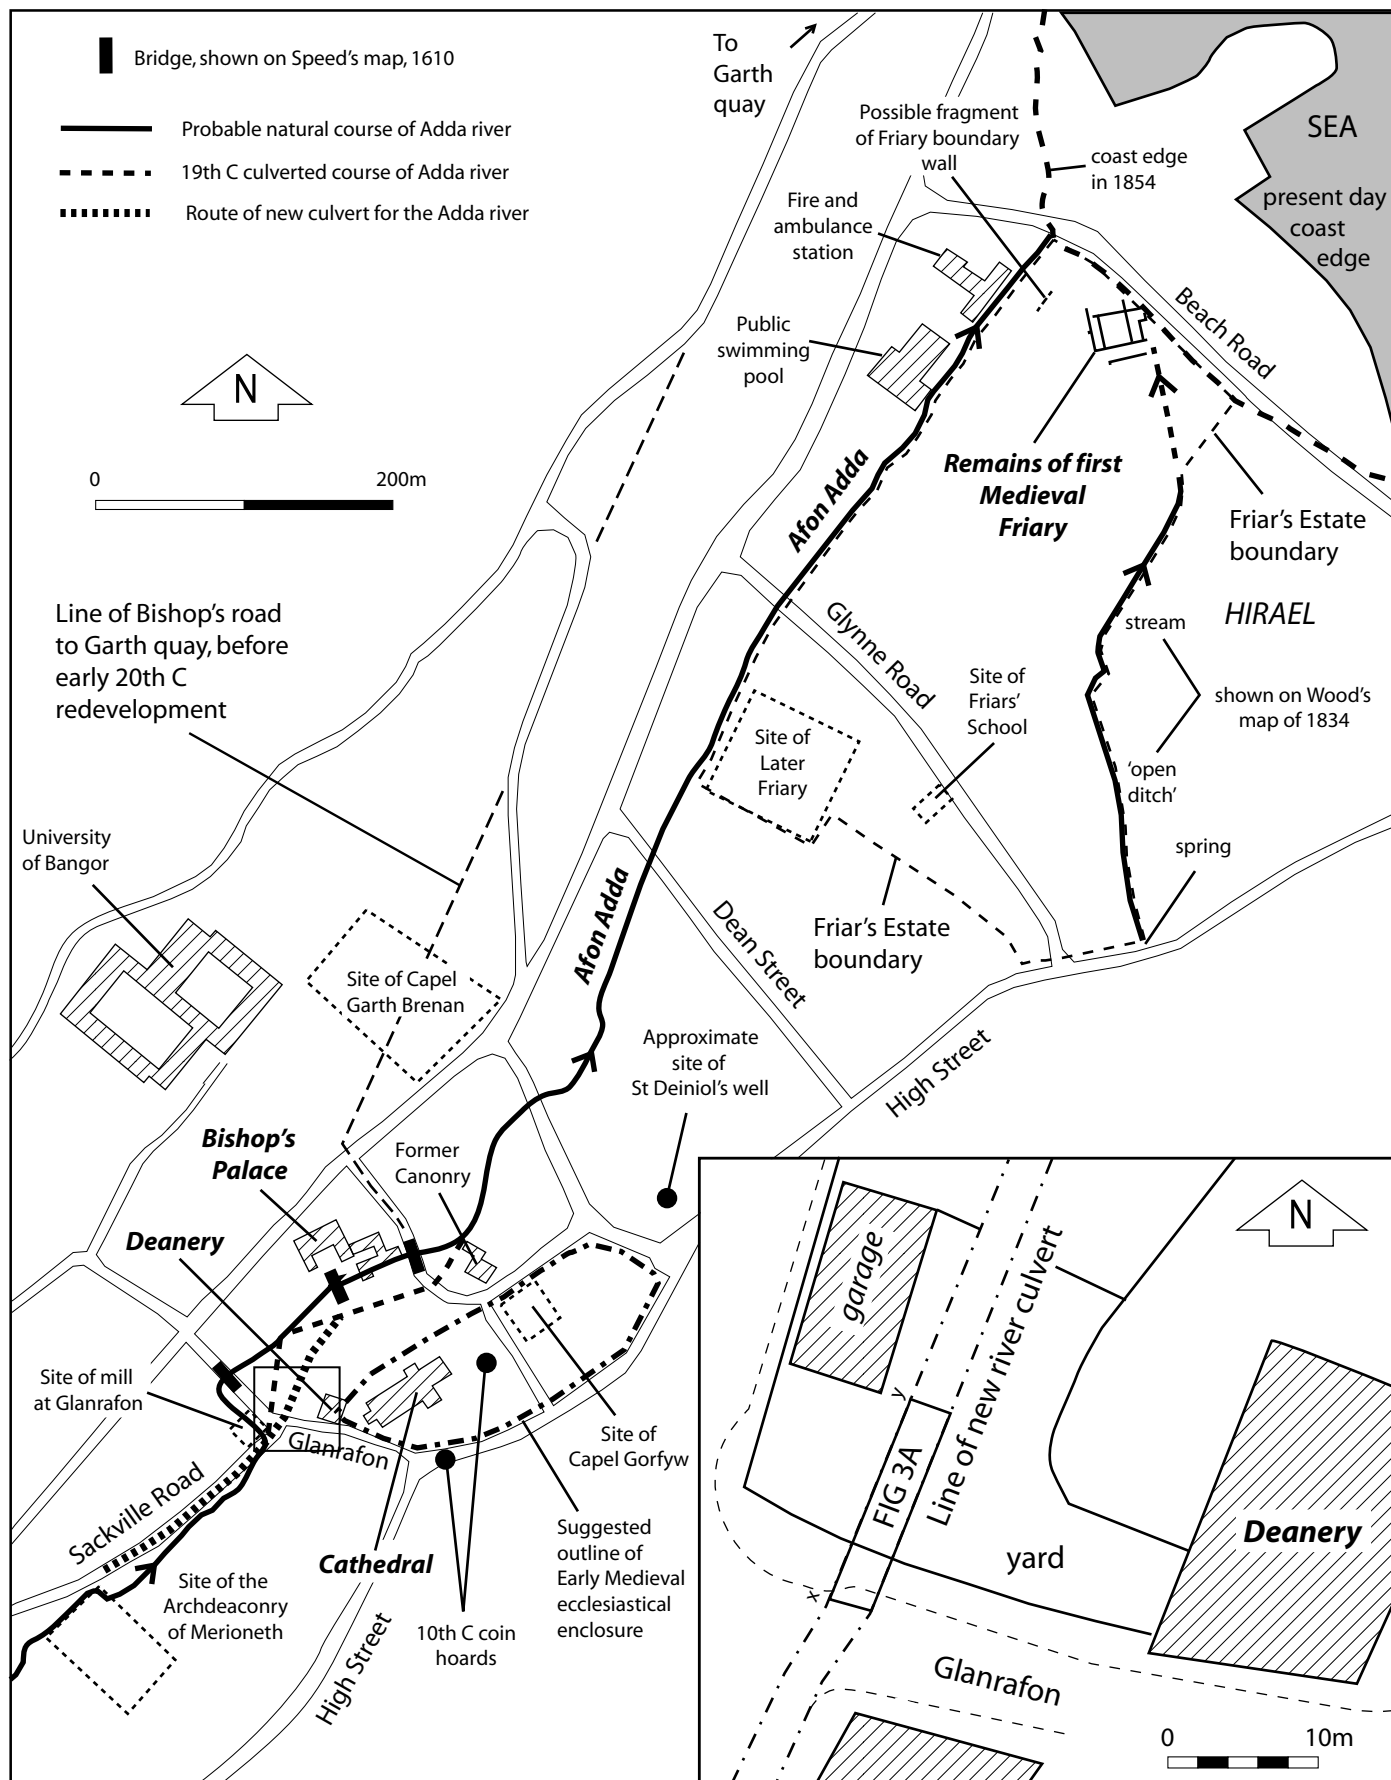 Bridge, shown on Speed's map, 1610
Probable natural course of Adda river
19th C culverted course of Adda river
Route of new culvert for the Adda river
To
Garth
quay
Possible fragment
of Friary boundary
wall
coast edge
in 1854
SEA
present day
coast
edge
Fire and
ambulance
station
Public
swimming
pool
Beach Road
N
0
200m
Afon Adda
Remains of first
Medieval
Friary
Friar's Estate
boundary
HIRAEL
Line of Bishop's road
to Garth quay, before
early 20th C
redevelopment
Glynne Road
stream
shown on Wood's
map of 1834
'open
ditch'
Site of
Friars'
School
Site of
Later
Friary
spring
University
of Bangor
Friar's Estate
boundary
Dean Street
Afon Adda
Site of Capel
Garth Brenan
High Street
Approximate
site of
St Deiniol's well
Bishop's
Palace
Former
Canonry
Deanery
Site of mill
at Glanrafon
Glanrafon
Sackville Road
Site of
Capel Gorfyw
Cathedral
Suggested
outline of
Early Medieval
ecclesiastical
enclosure
Site of the
Archdeaconry
of Merioneth
10th C coin
hoards
High Street
N
garage
Line of new river culvert
y
FIG 3A
x
yard
Deanery
Glanrafon
0
10m